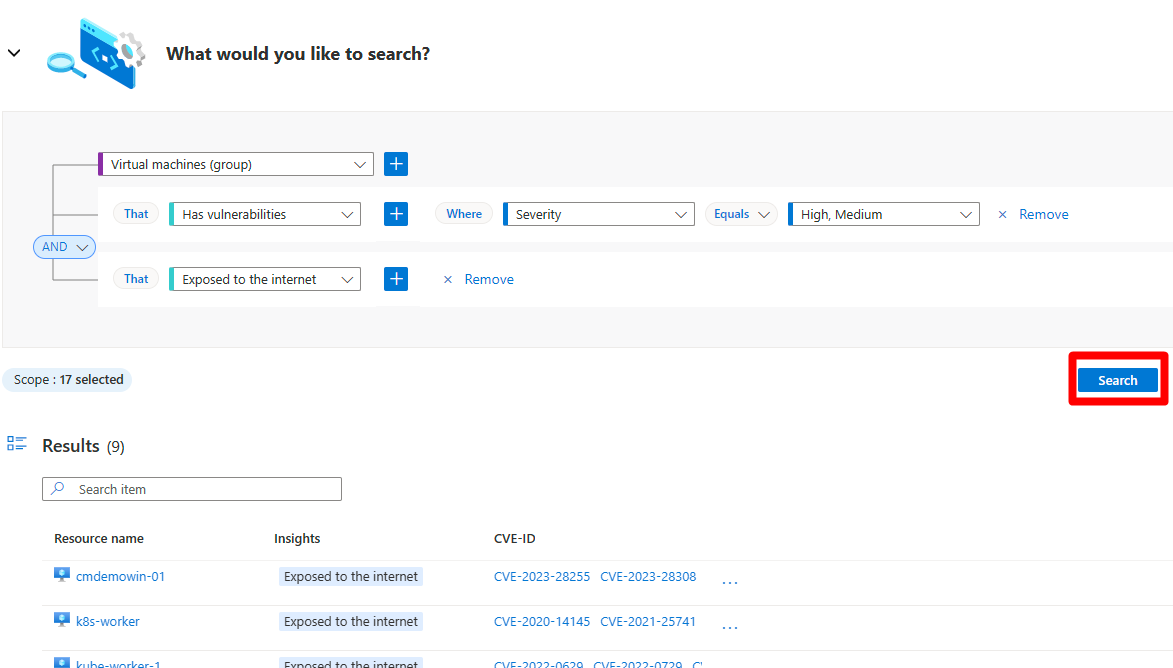 What would you like to search?
Virtual machines (group)
That Has vulnerabilities Where Severity Equals High, Medium Remove
AND
That Exposed to the internet Remove
Scope : 17 selected
Search
Results (9)
Search item
Resource name Insights CVE-ID
cmdemowin-01 Exposed to the internet CVE-2023-28255 CVE-2023-28308 ...
k8s-worker Exposed to the internet CVE-2020-14145 CVE-2021-25741 ...
kube-worker-1 Exposed to the internet CVE-2022-0629 CVE-2022-0729